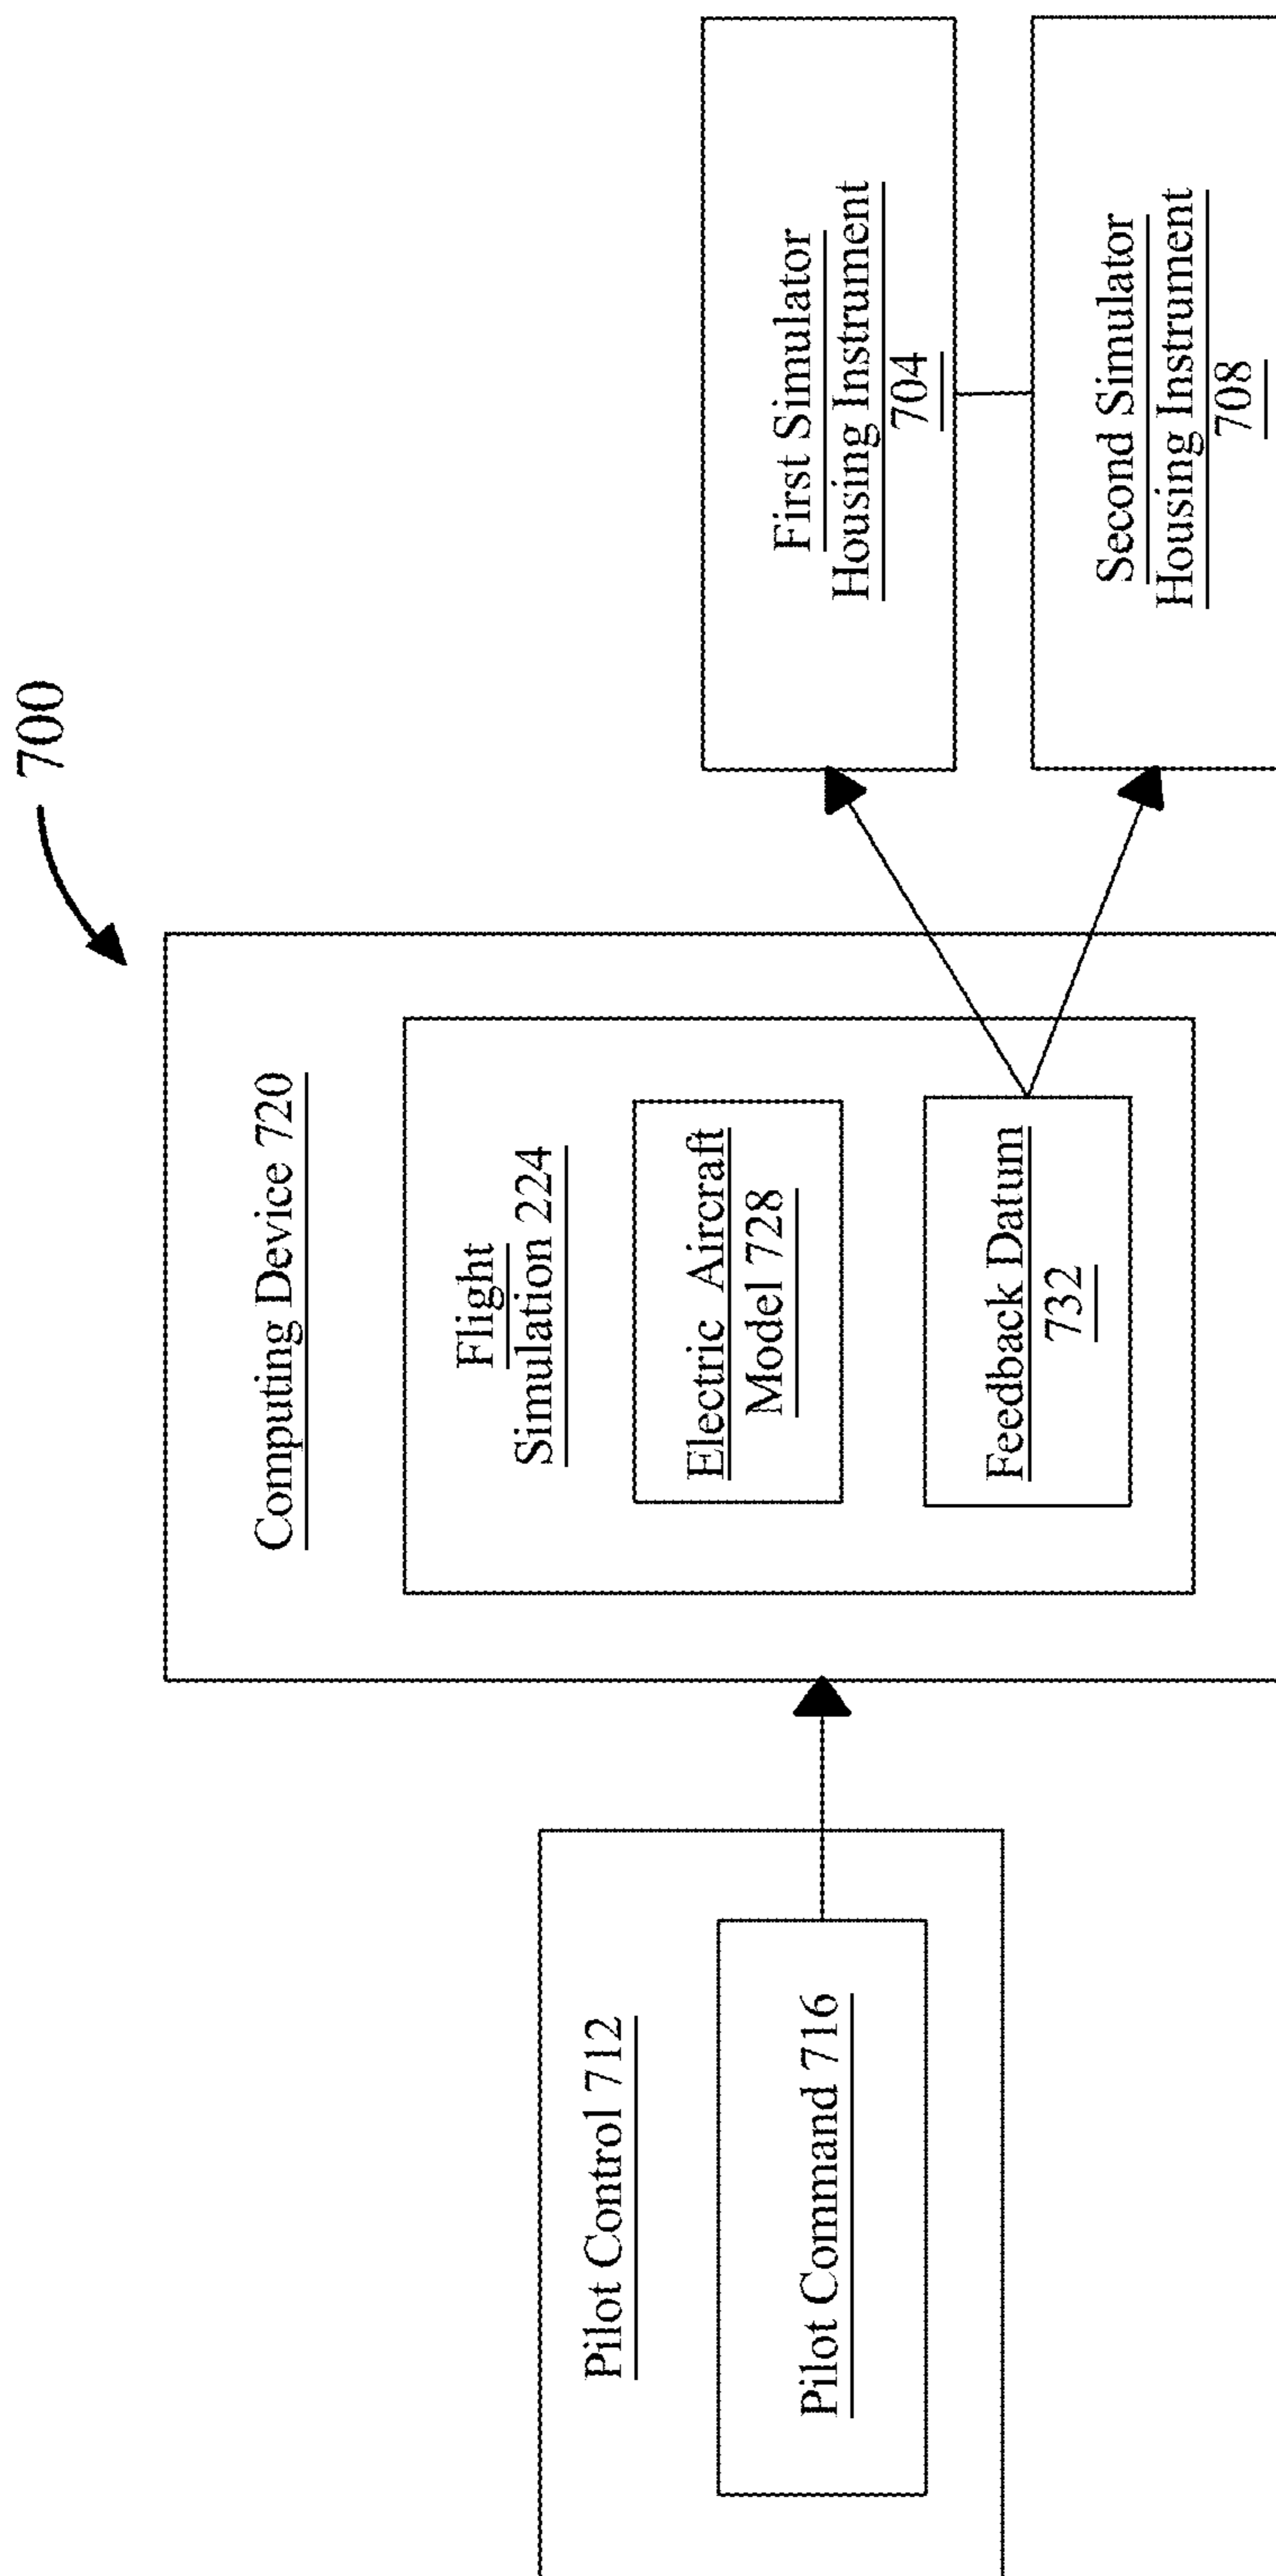 700
Pilot Control 712
Pilot Command 716
Computing Device 720
Flight
Simulation 224
Electric Aircraft
Model 728
Feedback Datum
732
First Simulator
Housing Instrument
704
Second Simulator
Housing Instrument
708